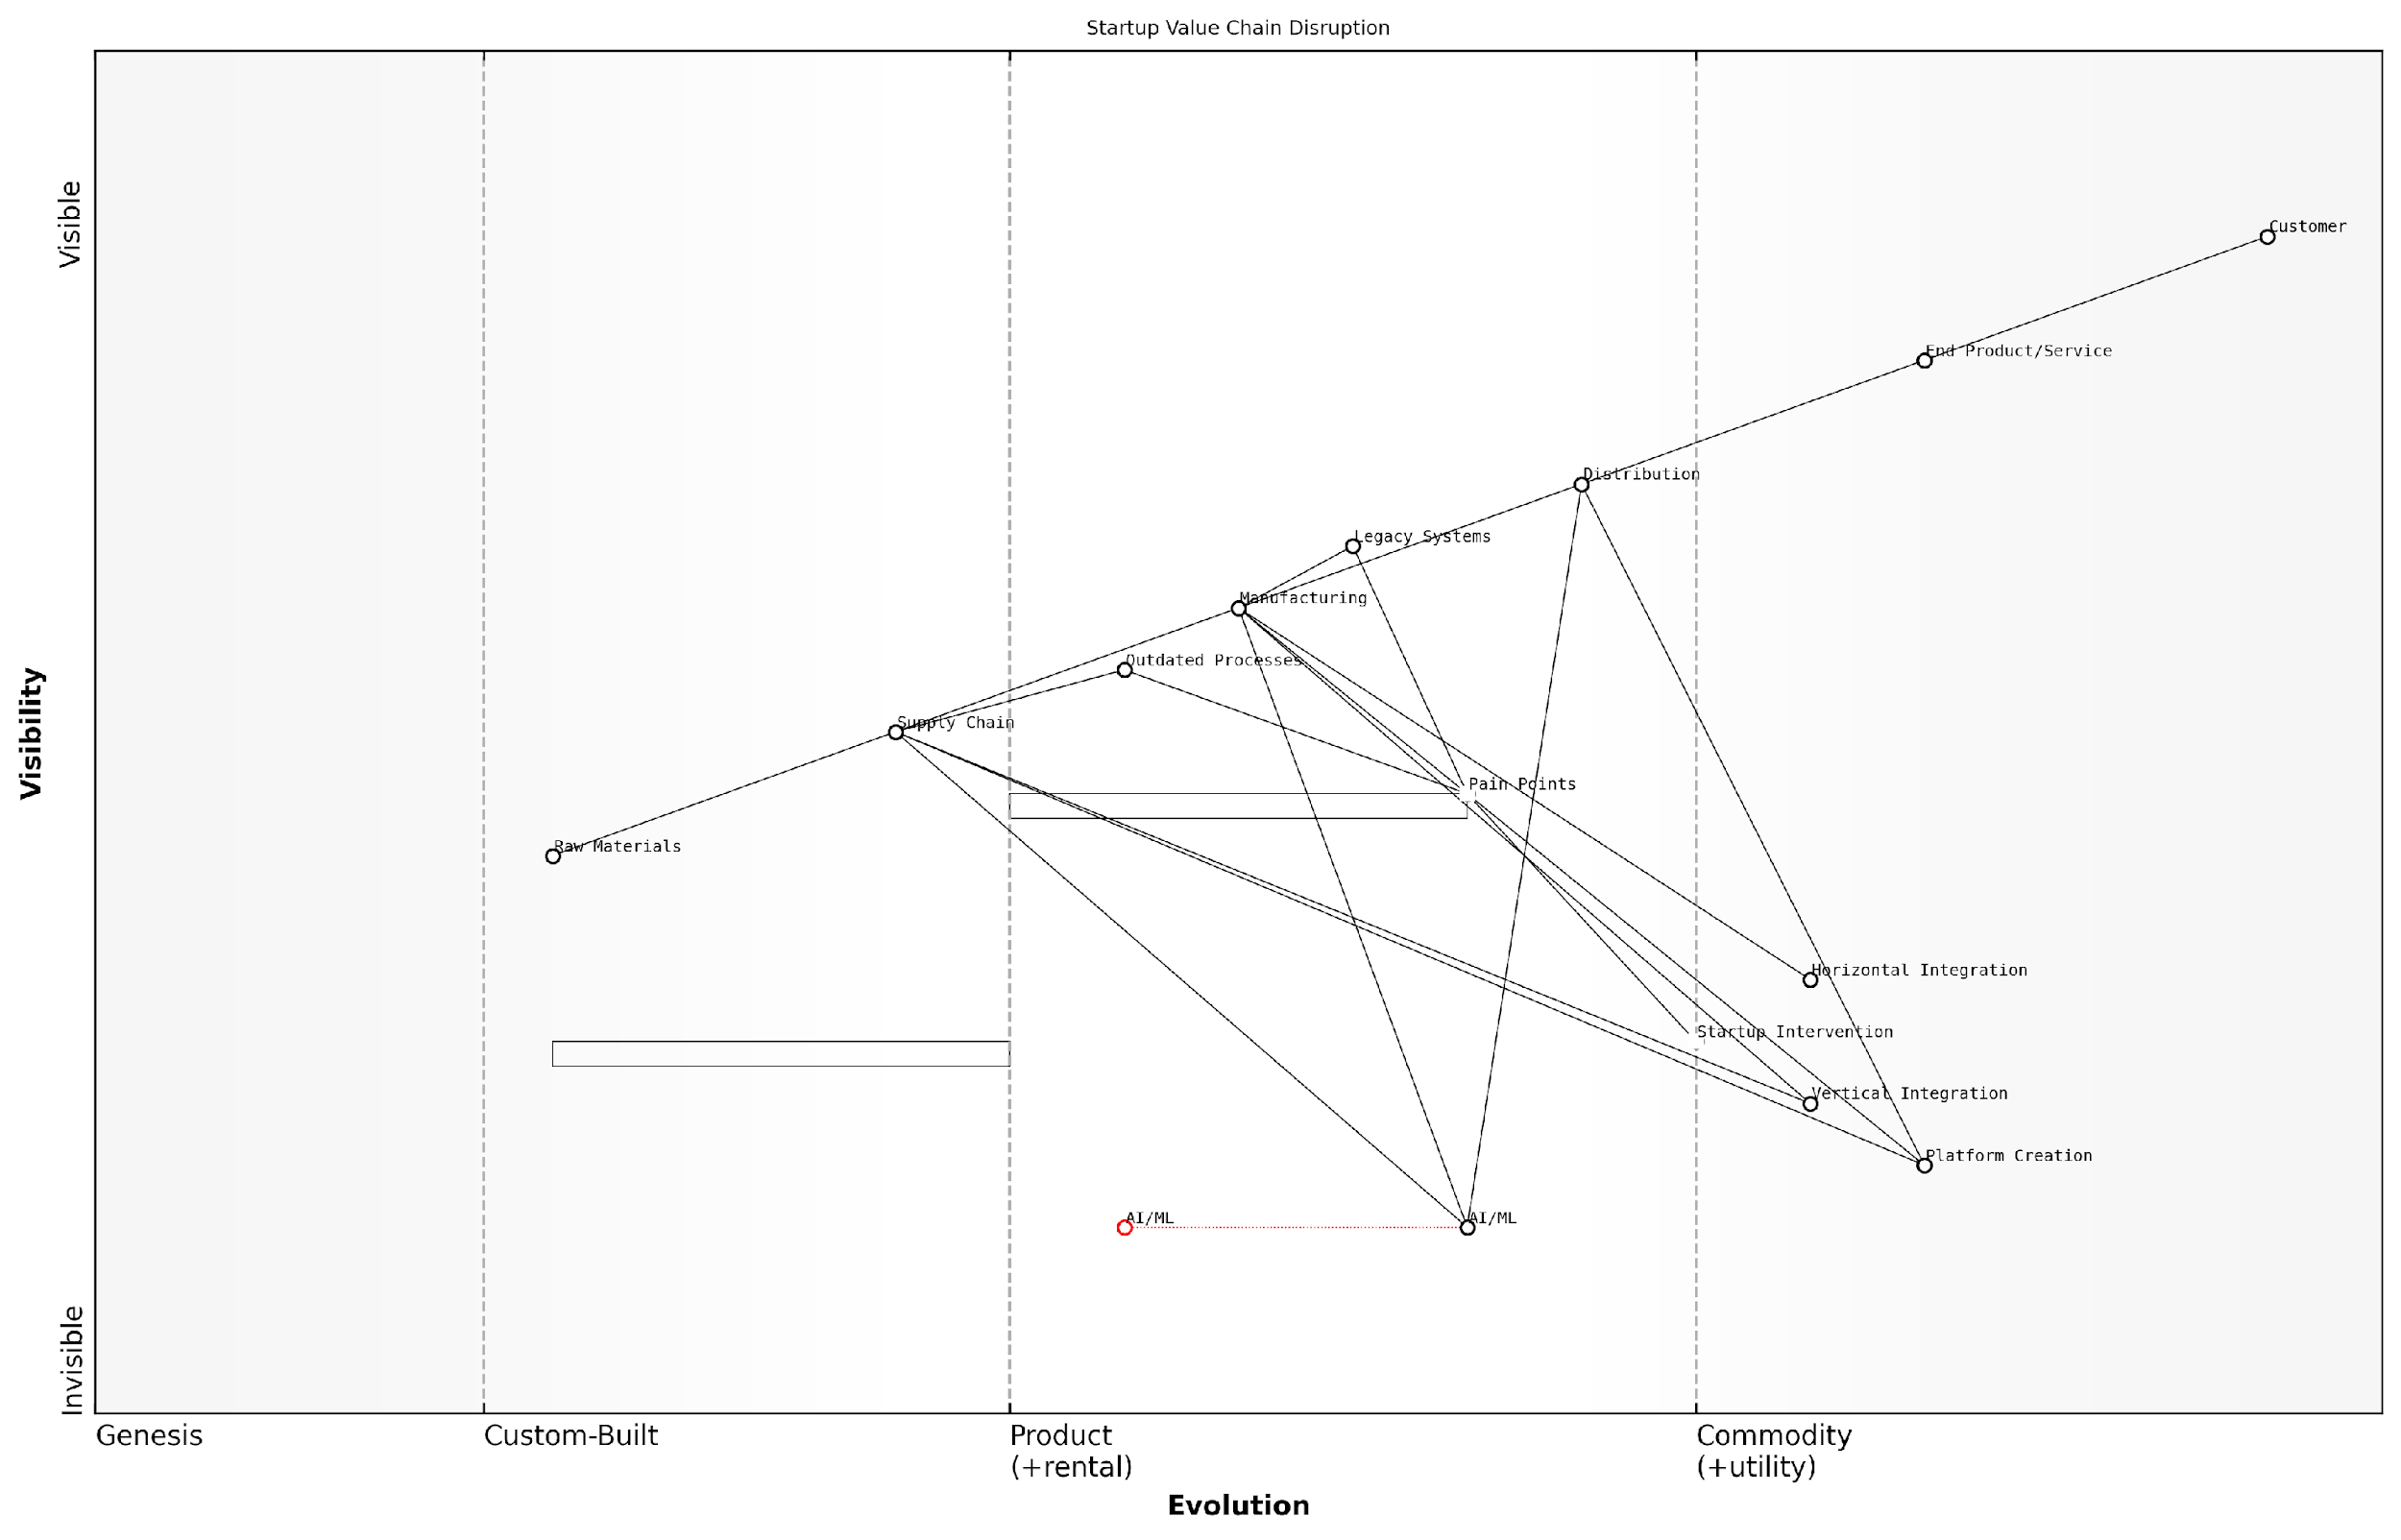 Startup Value Chain Disruption
Visible
Customer
End Product/Service
Distribution
Legacy Systems
Manufacturing
Outdated Processes
Supply Chain
Pain Points
Raw Materials
Visibility
Horizontal Integration
Startup Intervention
Vertical Integration
Platform Creation
AI/ML
AI/ML
Invisible
Genesis
Custom-Built
Product
(+rental)
Commodity
(+utility)
Evolution